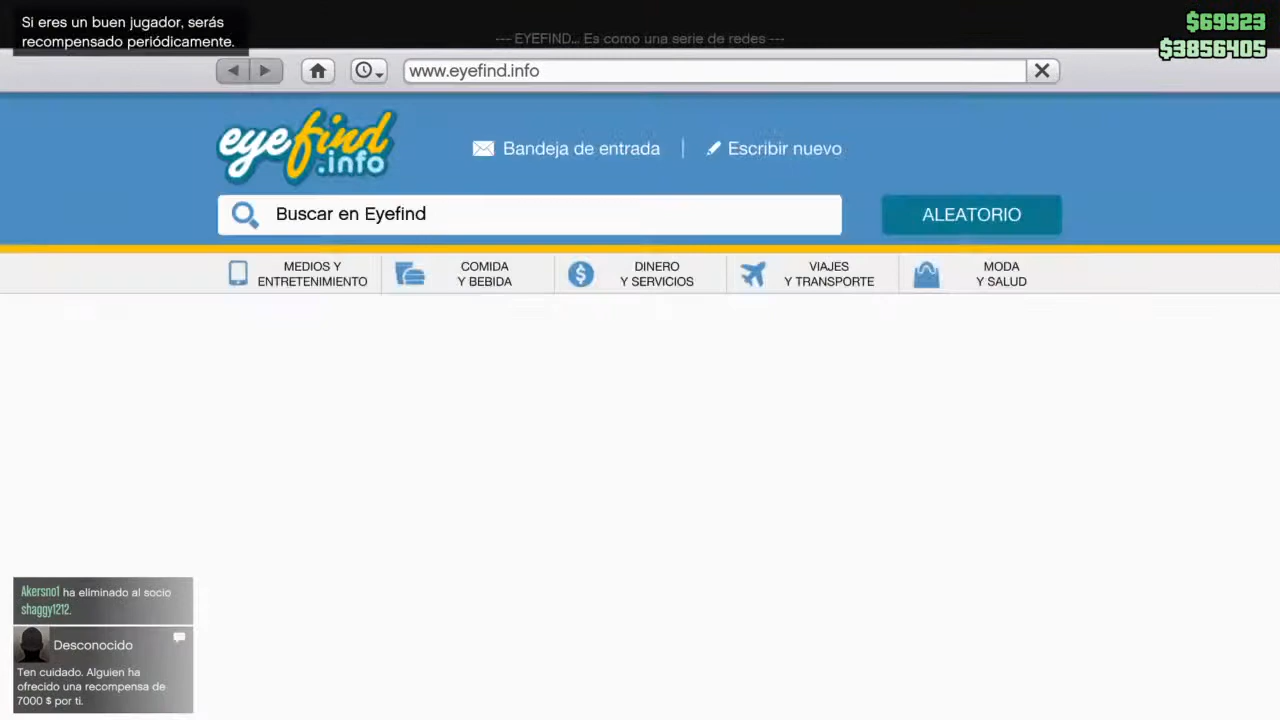 Si eres un buen jugador, serás
recompensado periódicamente.
--- EYEFIND... Es como una serie de redes ---
$69923
$3856405
www.eyefind.info
eyefind
.info
Bandeja de entrada
Escribir nuevo
Buscar en Eyefind
ALEATORIO
MEDIOS Y
ENTRETENIMIENTO
COMIDA
Y BEBIDA
DINERO
Y SERVICIOS
VIAJES
Y TRANSPORTE
MODA
Y SALUD
Akersno1 ha eliminado al socio
shaggy1212.
Desconocido
Ten cuidado. Alguien ha
ofrecido una recompensa de
7000 $ por ti.